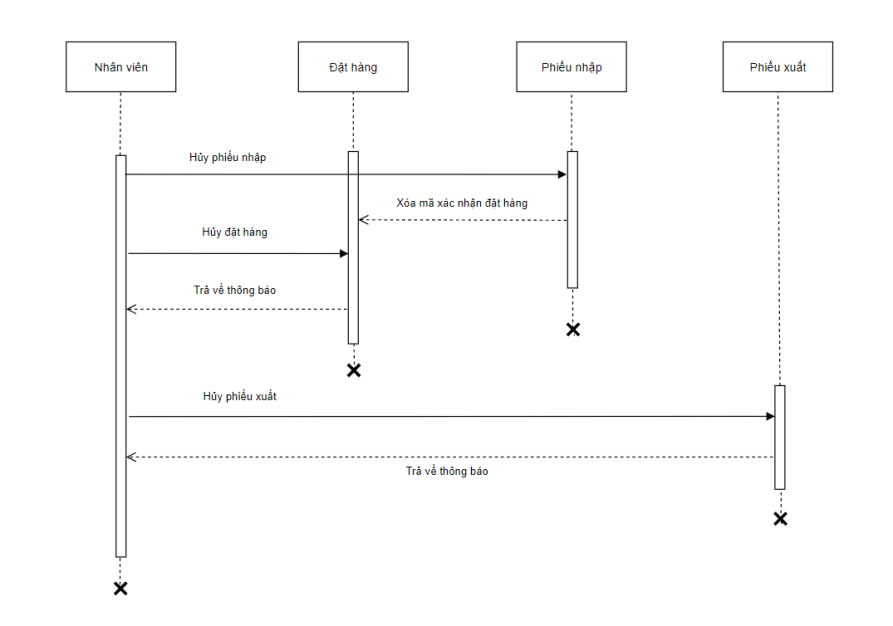 Nhân viên
Đặt hàng
Phiếu nhập
Phiếu xuất
Hủy phiếu nhập
Xóa mã xác nhận đặt hàng
Hủy đặt hàng
Trả về thông báo
Hủy phiếu xuất
Trả về thông báo